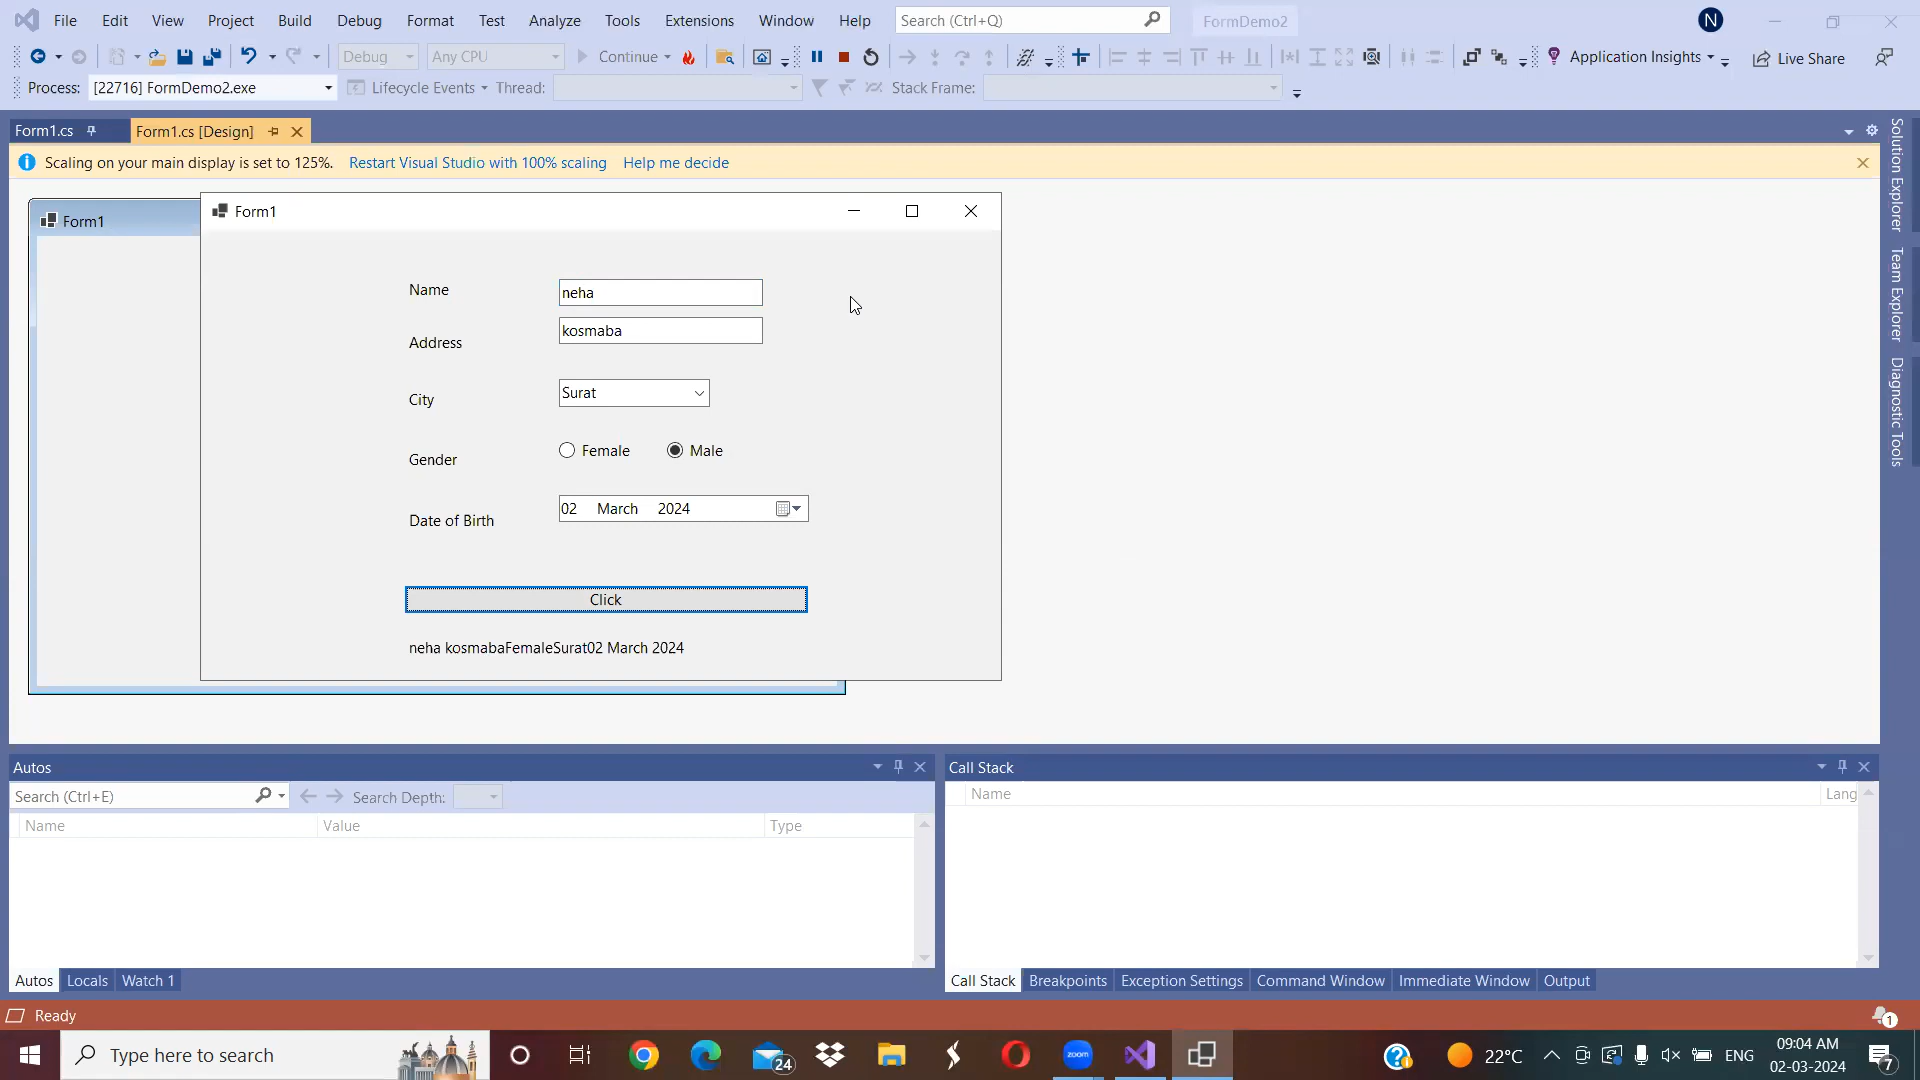 File Edit View Project Build Debug Format Test Analyze Tools Extensions Window Help Search (Ctrl+Q) FormDemo2 N
Debug Any CPU Continue Application Insights Live Share
Process: [22716] FormDemo2.exe Lifecycle Events Thread: Stack Frame:
Form1.cs Form1.cs [Design]
Scaling on your main display is set to 125%. Restart Visual Studio with 100% scaling Help me decide
Form1
Form1
Name neha
Address kosmaba
City Surat
Gender Female Male
Date of Birth 02 March 2024
Click
neha kosmabaFemaleSurat02 March 2024
Solution Explorer
Team Explorer
Diagnostic Tools
Autos
Search (Ctrl+E) Search Depth:
Name Value Type
Autos Locals Watch 1
Call Stack
Name Lang
Call Stack Breakpoints Exception Settings Command Window Immediate Window Output
Ready 1
Type here to search 24 zoom 22°C ENG 09:04 AM 02-03-2024 7